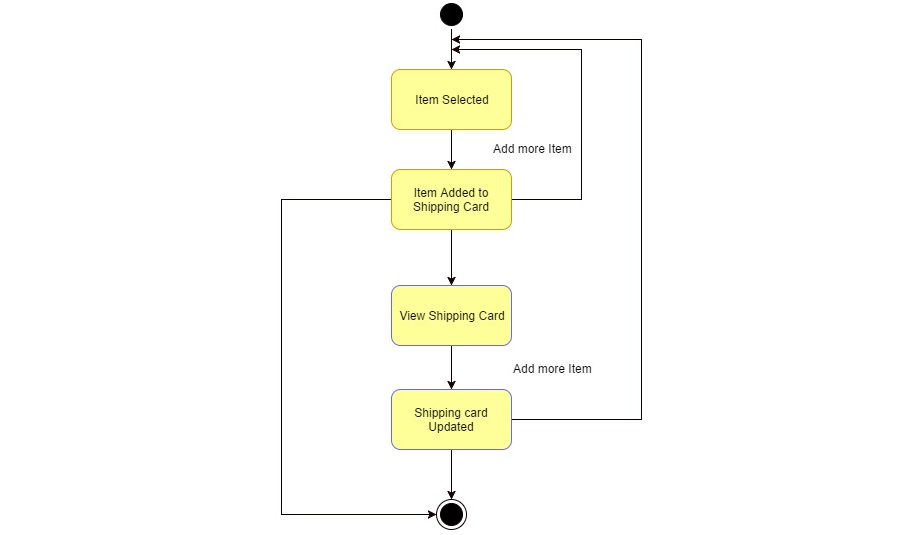 Item Selected
Add more Item
Item Added to
Shipping Card
View Shipping Card
Add more Item
Shipping card
Updated